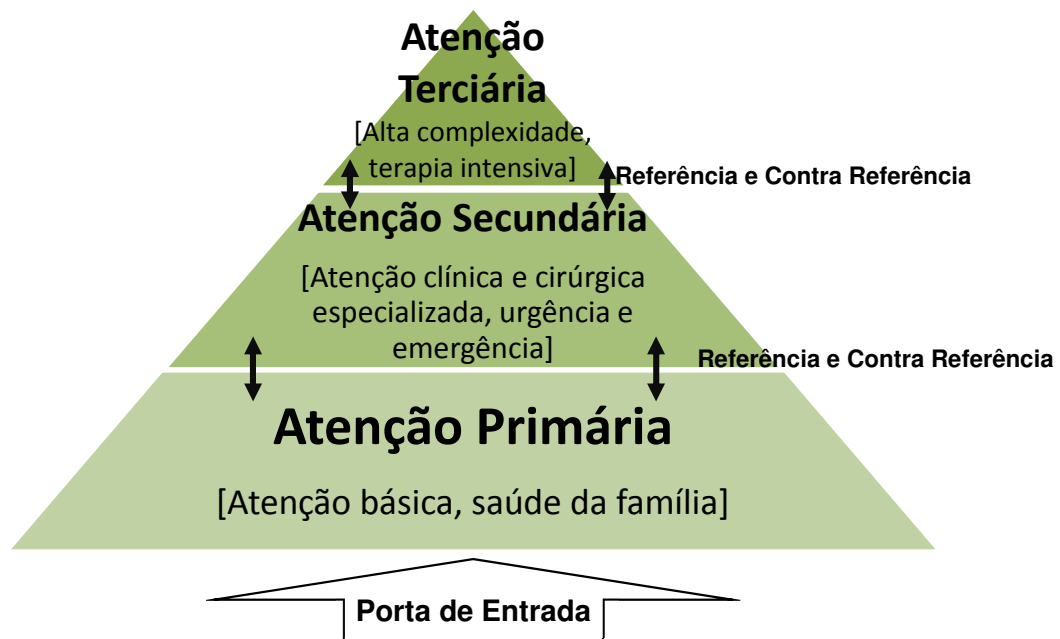 Atenção
Terciária
[Alta complexidade,
terapia intensiva]
Referência e Contra Referência
Atenção Secundária
[Atenção clínica e cirúrgica
especializada, urgência e
emergência]
Referência e Contra Referência
Atenção Primária
[Atenção básica, saúde da família]
Porta de Entrada